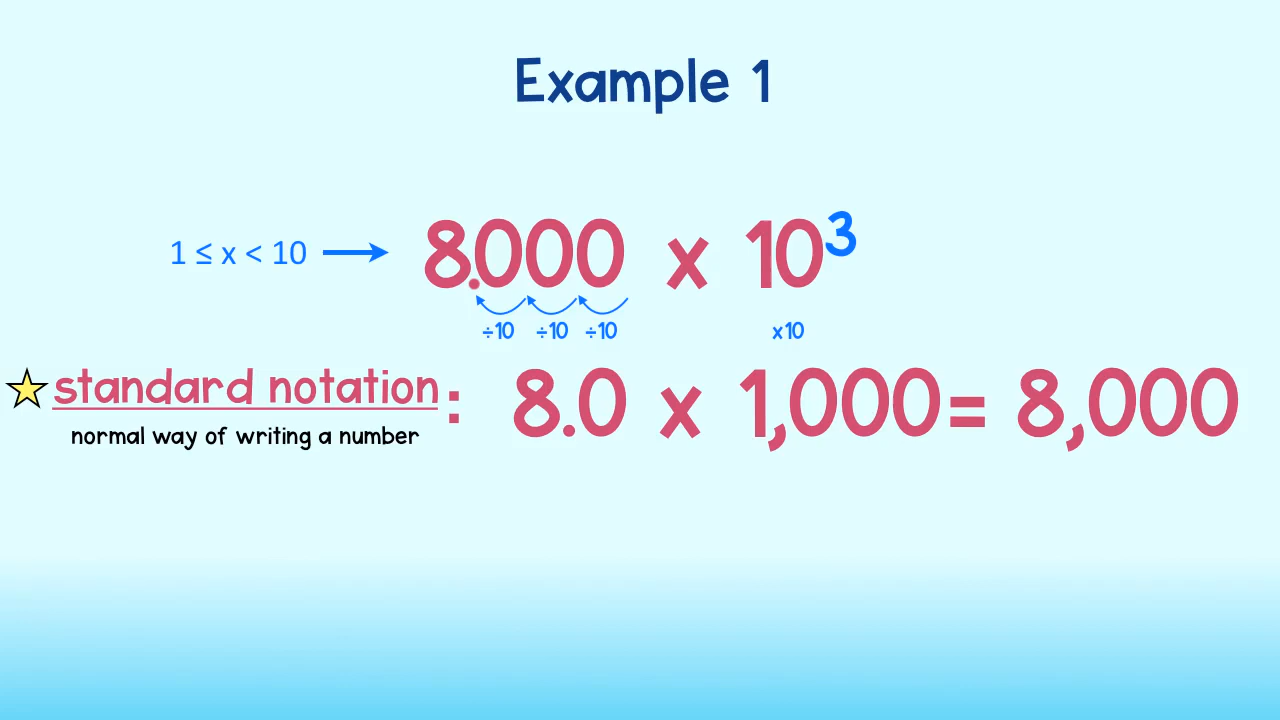 Example 1
1 ≤ x < 10 → 8.000 x 10³
÷10 ÷10 ÷10 x10
standard notation : 8.0 x 1,000 = 8,000
normal way of writing a number